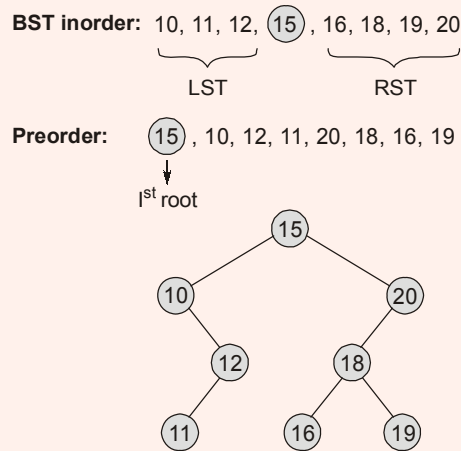 BST inorder: 10, 11, 12, 15 , 16, 18, 19, 20
LST RST
Preorder: 15 , 10, 12, 11, 20, 18, 16, 19
Ist root
15
10 20
12 18
11 16 19